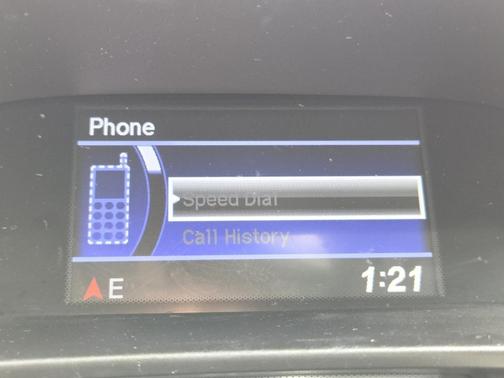 Phone
Speed Dial
Call History
E
1:21